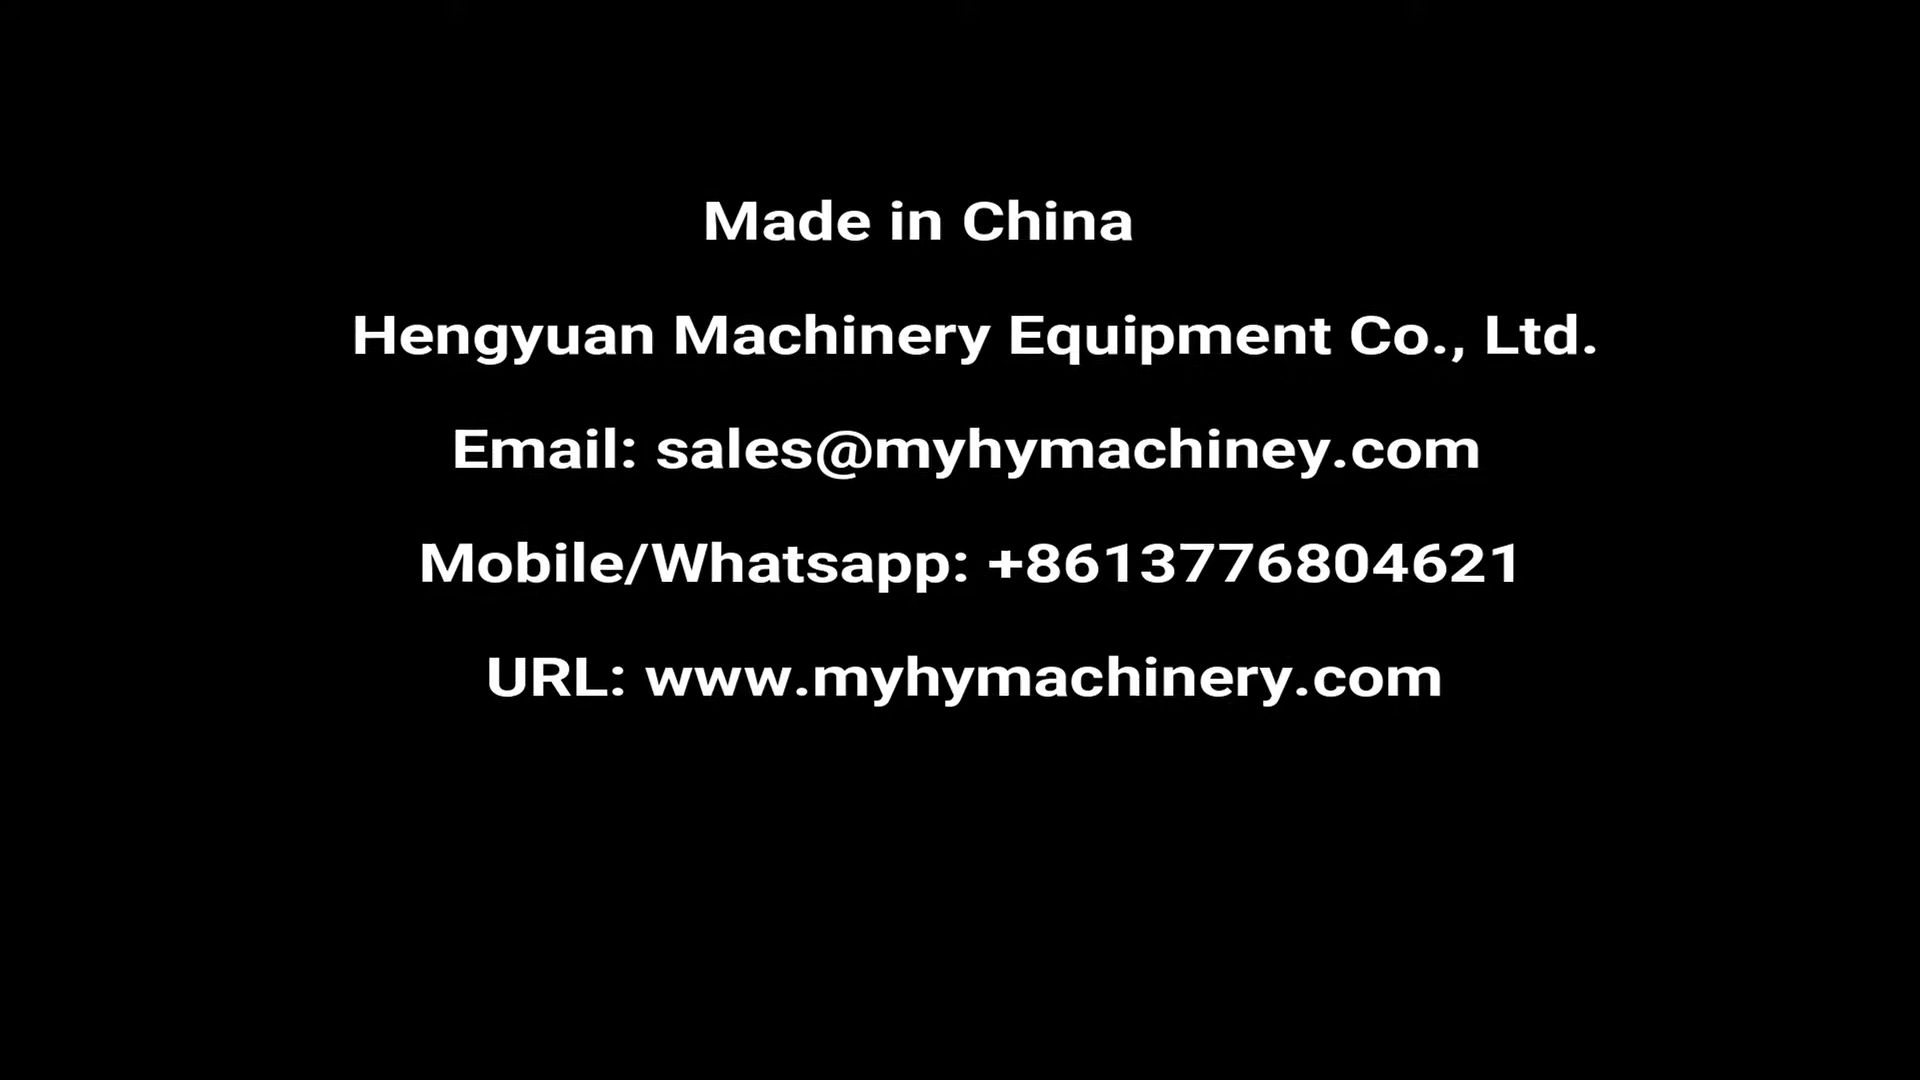 Made in China
Hengyuan Machinery Equipment Co., Ltd.
Email: sales@myhymachiney.com
Mobile/Whatsapp: +8613776804621
URL: www.myhymachinery.com